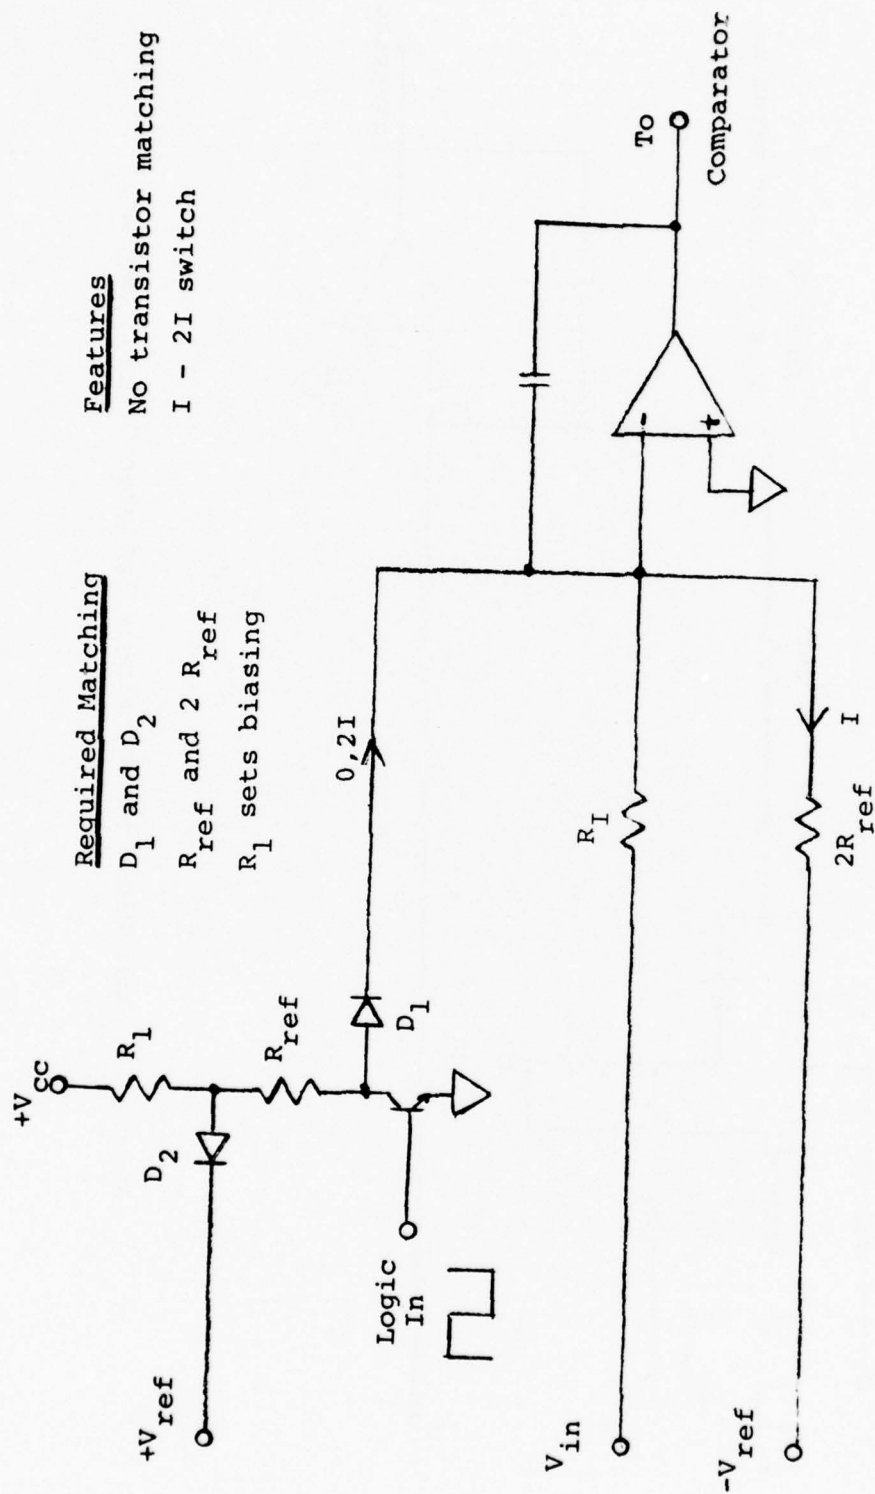 Required Matching
D1 and D2
Rref and 2 Rref
R1 sets biasing
Features
No transistor matching
I - 2I switch
+Vcc
R1
D2
+Vref
Rref
D1
0,2I
Logic
In
Vin
RI
-Vref
2Rref
I
-
+
To
Comparator